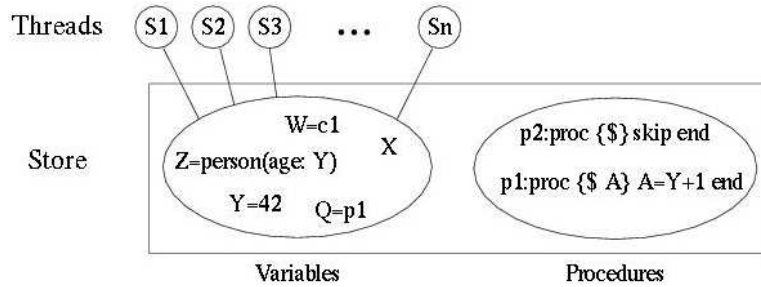 Threads S1 S2 S3 ... Sn
W=c1
X
p2:proc {$} skip end
Store
Z=person(age: Y)
p1:proc {$ A} A=Y+1 end
Y=42
Q=p1
Variables
Procedures